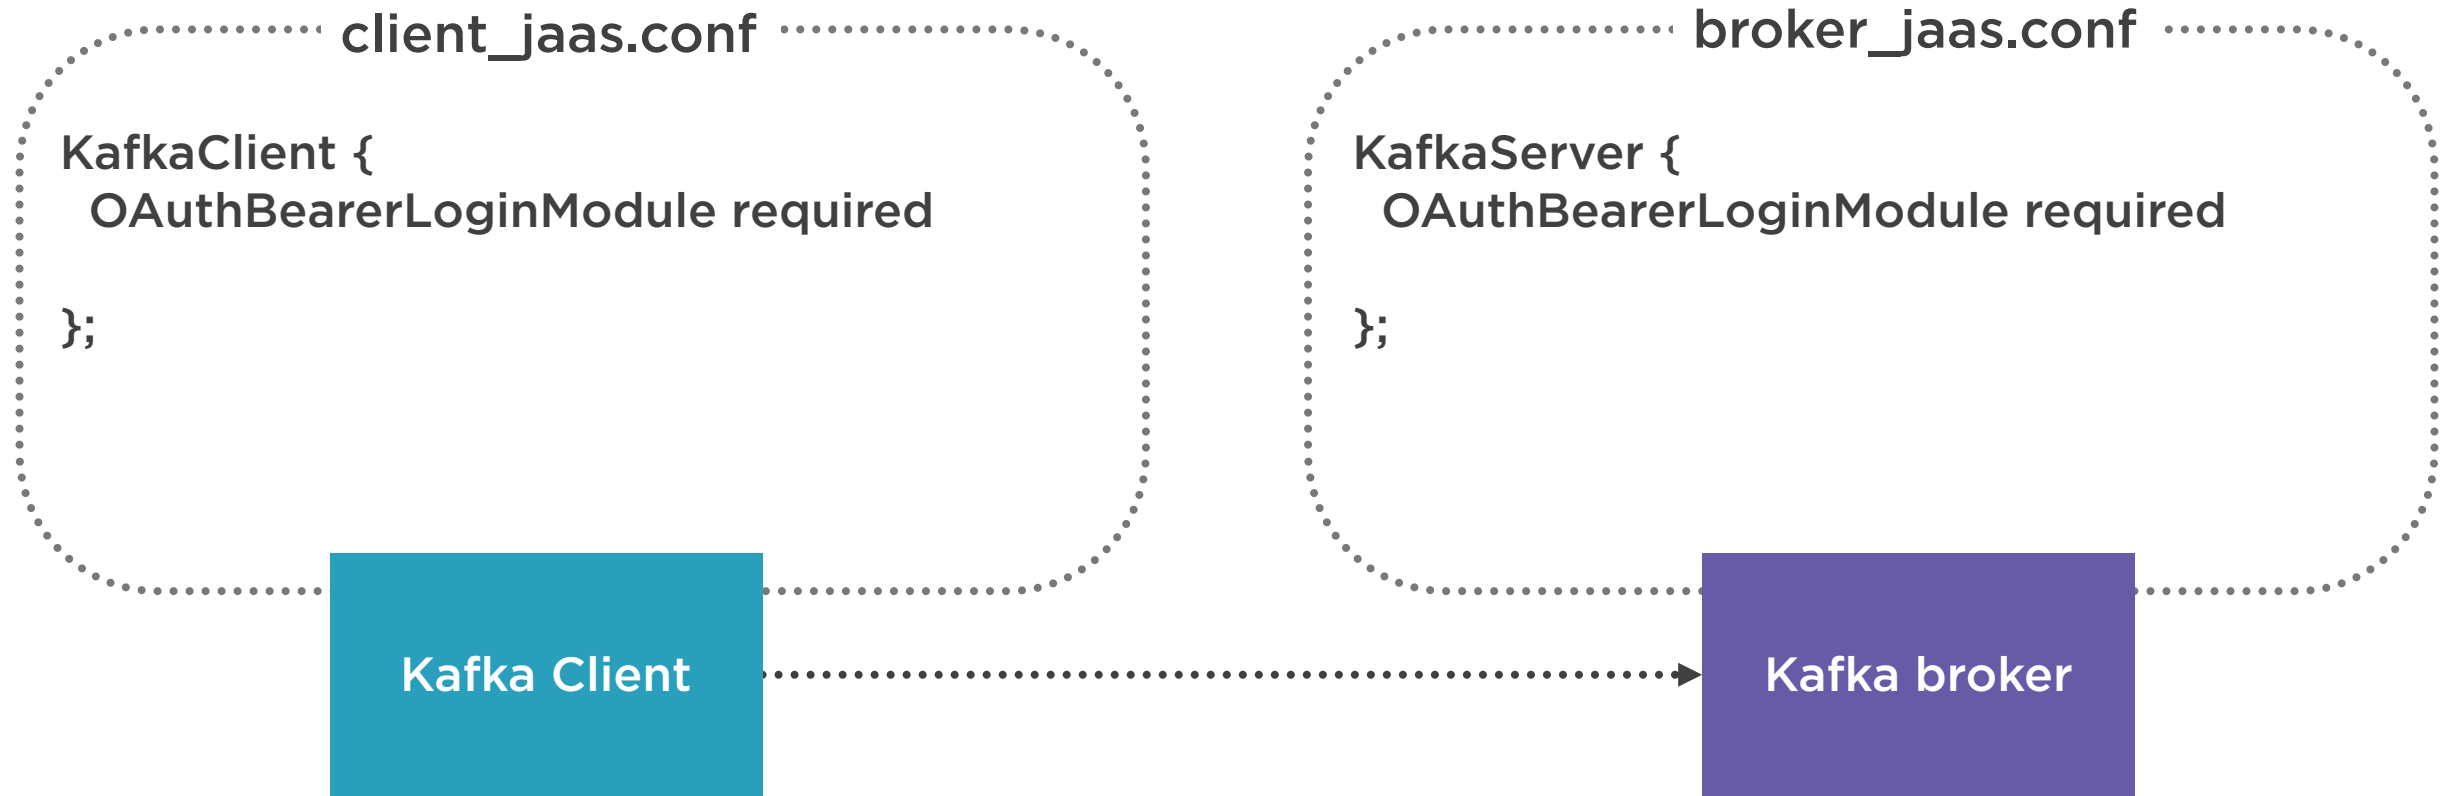 client_jaas.conf
KafkaClient {
OAuthBearerLoginModule required
};
broker_jaas.conf
KafkaServer {
OAuthBearerLoginModule required
};
Kafka Client
Kafka broker